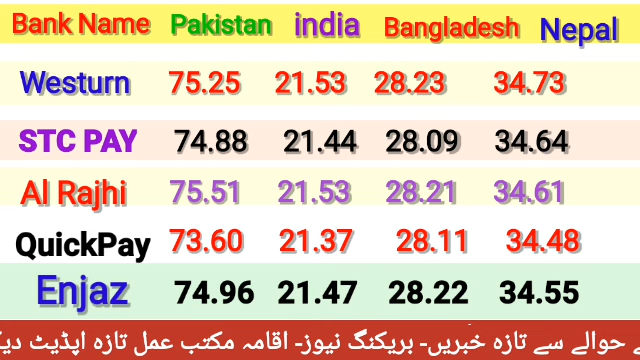 Bank Name Pakistan india Bangladesh Nepal
Westurn 75.25 21.53 28.23 34.73
STC PAY 74.88 21.44 28.09 34.64
Al Rajhi 75.51 21.53 28.21 34.61
QuickPay 73.60 21.37 28.11 34.48
Enjaz 74.96 21.47 28.22 34.55
حوالے سے تازہ خبریں- بریکنگ نیوز- اقامہ مکتب عمل تازہ اپڈیٹ